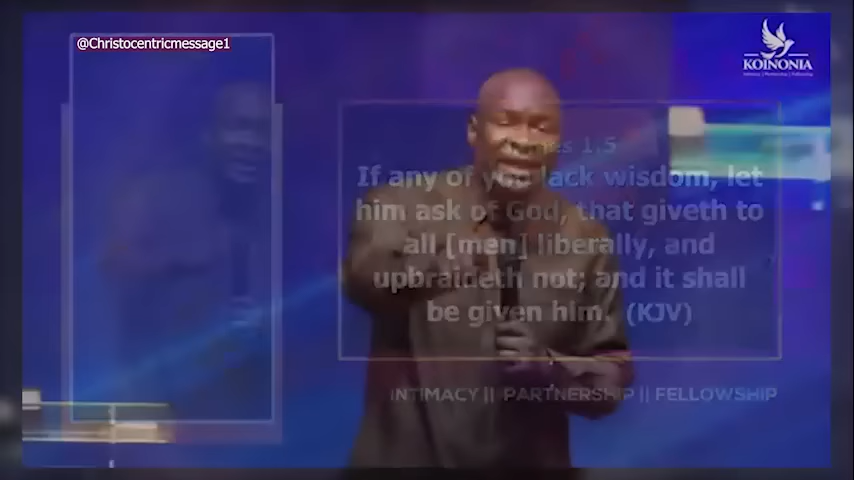 @Christocentricmessage1
KOINONIA
1.5
If any of you lack wisdom, let
him ask of God, that giveth to
all [men] liberally, and
upbraideth not; and it shall
be given him. (KJV)
INTIMACY || PARTNERSHIP || FELLOWSHIP